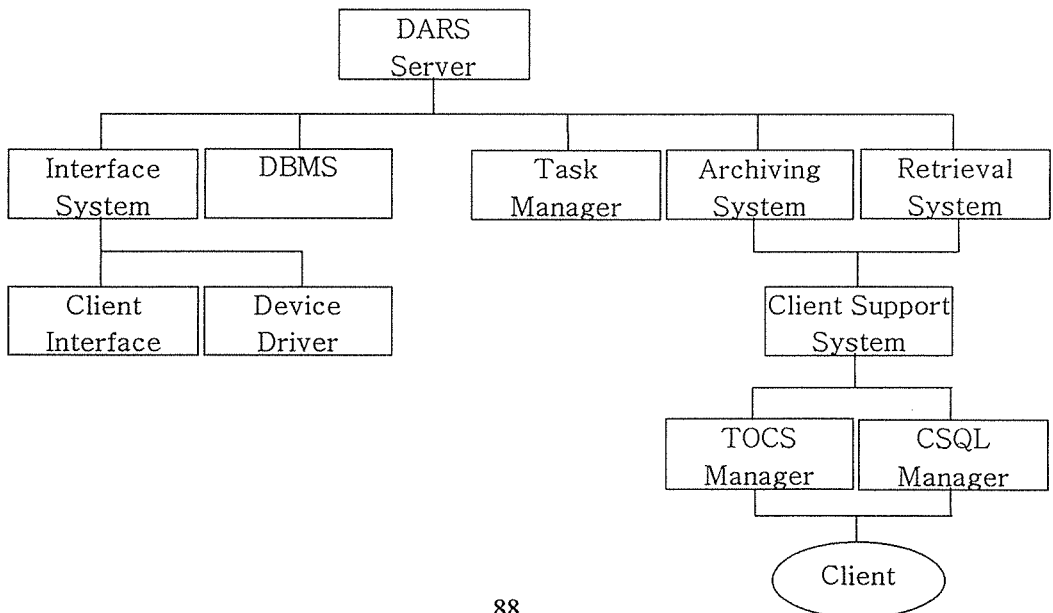 DARS
Server
Interface
System
DBMS
Task
Manager
Archiving
System
Retrieval
System
Client
Interface
Device
Driver
Client Support
System
TOCS
Manager
CSQL
Manager
Client
88